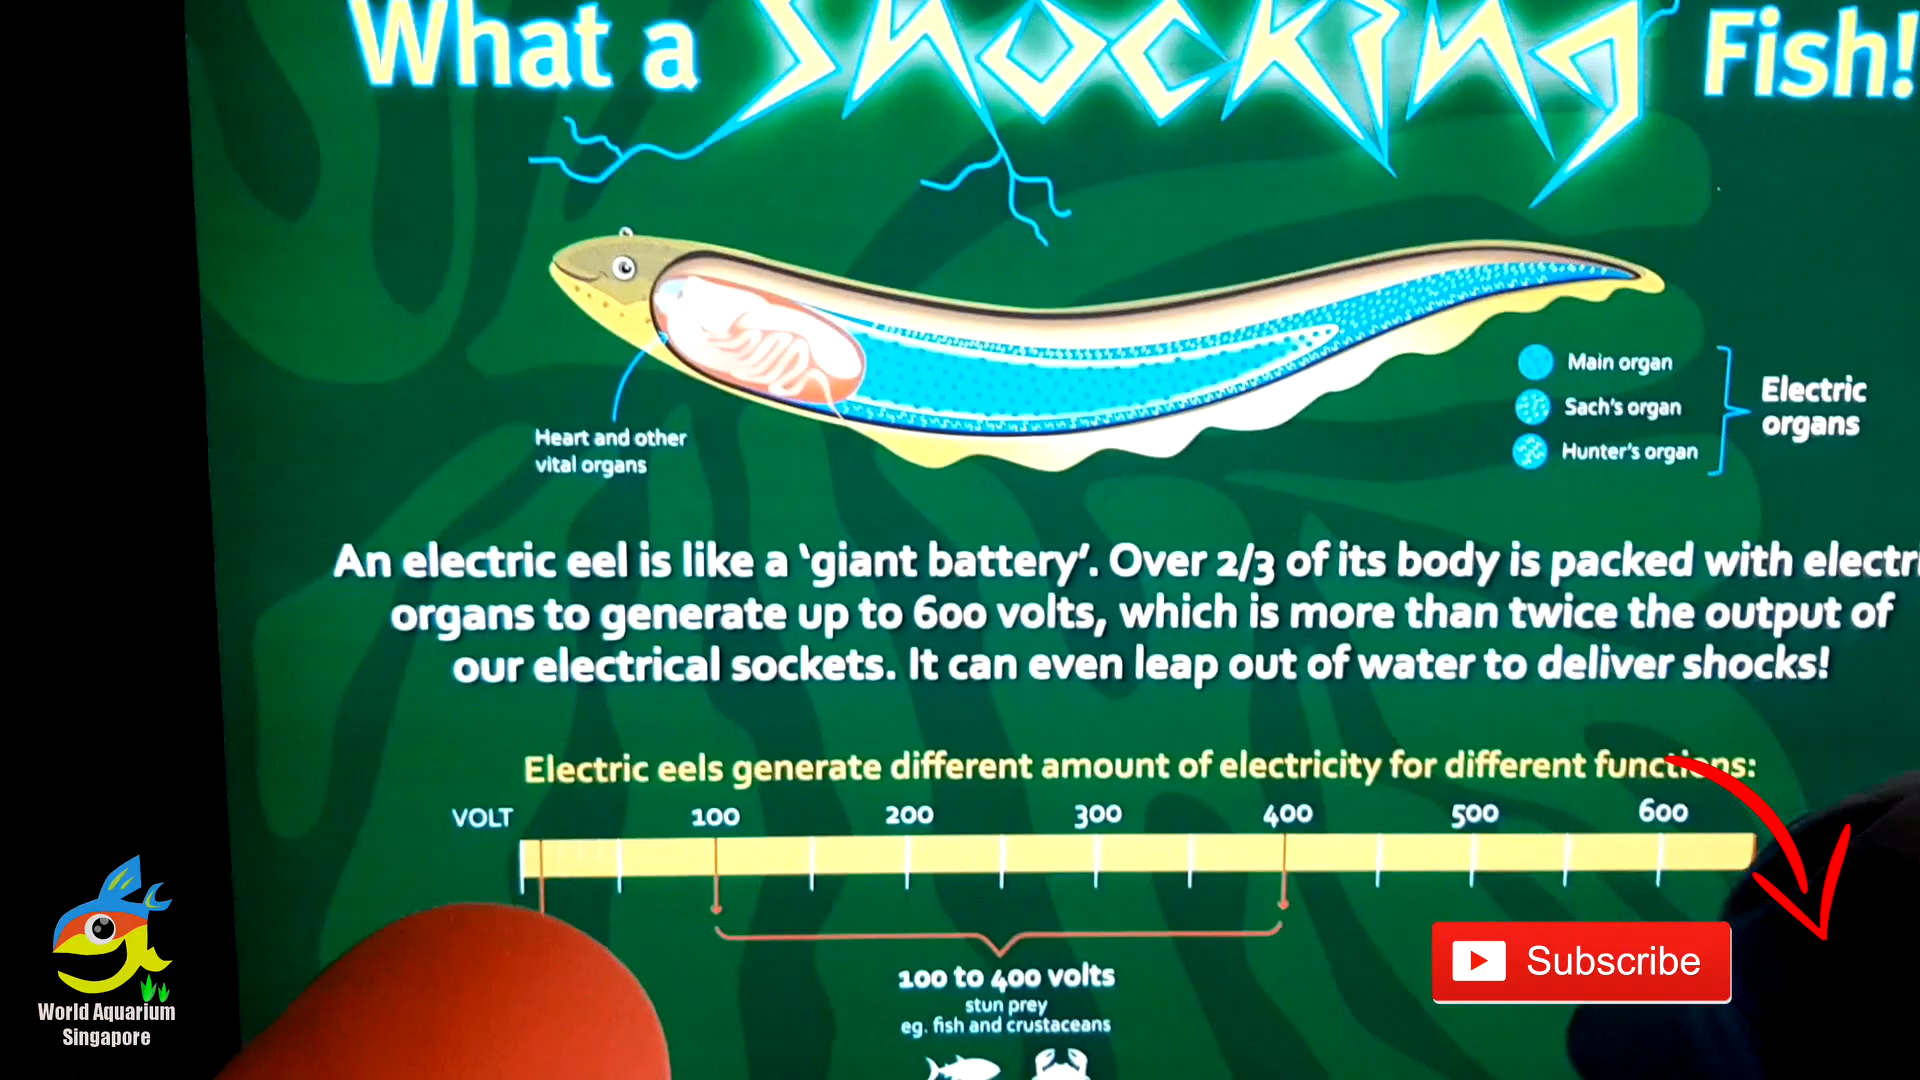 What a Shocking Fish!
Heart and other
vital organs
Main organ
Sach's organ
Hunter's organ
Electric
organs
An electric eel is like a 'giant battery'. Over 2/3 of its body is packed with electri
organs to generate up to 600 volts, which is more than twice the output of
our electrical sockets. It can even leap out of water to deliver shocks!
Electric eels generate different amount of electricity for different functions:
VOLT 100 200 300 400 500 600
100 to 400 volts
stun prey
eg. fish and crustaceans
Subscribe
World Aquarium
Singapore